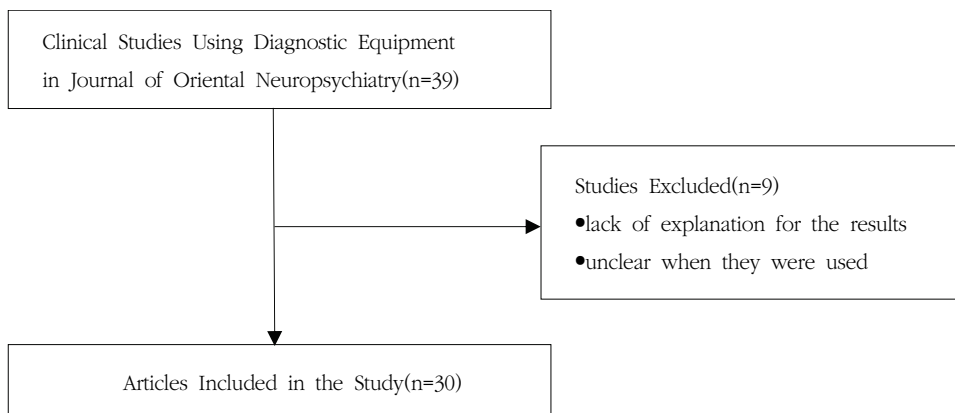 Clinical Studies Using Diagnostic Equipment
in Journal of Oriental Neuropsychiatry(n=39)
Studies Excluded(n=9)
•lack of explanation for the results
•unclear when they were used
Articles Included in the Study(n=30)